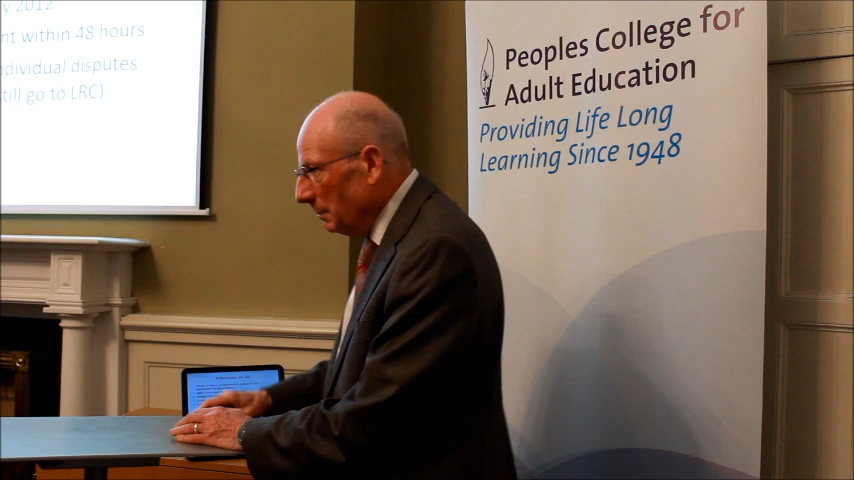 y 2012
nt within 48 hours
ndividual disputes
till go to LRC)
Peoples College for
Adult Education
Providing Life Long
Learning Since 1948